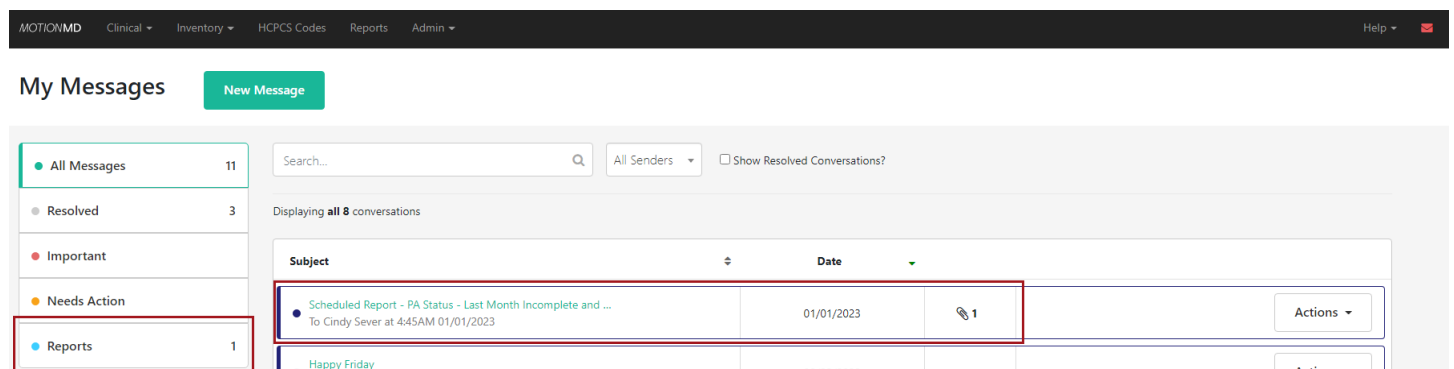 MOTIONMD Clinical Inventory HCPCS Codes Reports Admin Help
My Messages New Message
All Messages 11
Resolved 3
Important
Needs Action
Reports 1
Search... All Senders Show Resolved Conversations?
Displaying all 8 conversations
Subject Date
Scheduled Report - PA Status - Last Month Incomplete and ...
To Cindy Sever at 4:45AM 01/01/2023
01/01/2023 1 Actions
Happy Friday